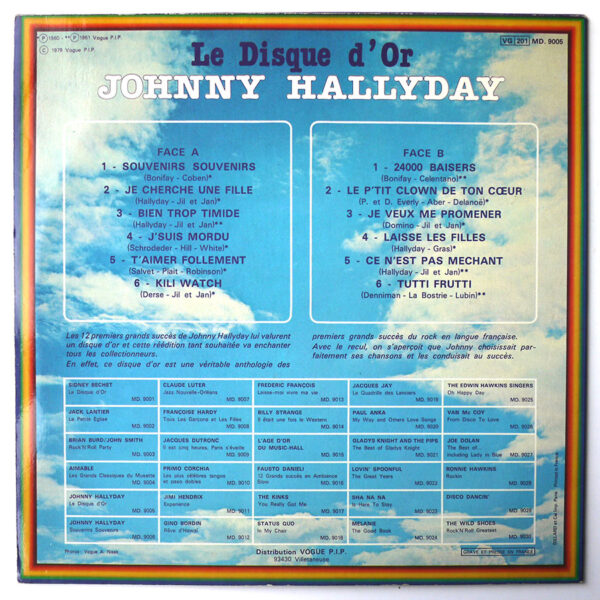 ℗ 1960 - ** ℗ 1961 Vogue P.I.P.
© 1979 Vogue P.I.P.
VG 201 MD. 9005
Le Disque d'Or
JOHNNY HALLYDAY
FACE A
1 - SOUVENIRS SOUVENIRS
(Bonifay - Coben)*
2 - JE CHERCHE UNE FILLE
(Hallyday - Jil et Jan)*
3 - BIEN TROP TIMIDE
(Hallyday - Jil et Jan)**
4 - J'SUIS MORDU
(Schrodeder - Hill - White)*
5 - T'AIMER FOLLEMENT
(Salvet - Plait - Robinson)*
6 - KILI WATCH
(Derse - Jil et Jan)*
FACE B
1 - 24000 BAISERS
(Bonifay - Celentano)**
2 - LE P'TIT CLOWN DE TON CŒUR
(P. et D. Everly - Aber - Delanoë)*
3 - JE VEUX ME PROMENER
(Domino - Jil et Jan)*
4 - LAISSE LES FILLES
(Hallyday - Gras)*
5 - CE N'EST PAS MECHANT
(Hallyday - Jil et Jan)**
6 - TUTTI FRUTTI
(Denniman - La Bostrie - Lubin)**
Les 12 premiers grands succès de Johnny Hallyday lui valurent
un disque d'or et cette réédition tant souhaitée va enchanter
tous les collectionneurs.
En effet, ce disque d'or est une véritable anthologie des
premiers grands succès du rock en langue française.
Avec le recul, on s'aperçoit que Johnny choisissait par-
faitement ses chansons et les conduisait au succès.
SIDNEY BECHET
Le Disque d'Or
MD. 9001
CLAUDE LUTER
Jazz Nouvelle-Orléans
MD. 9007
FREDERIC FRANÇOIS
Laisse-moi vivre ma vie
MD. 9013
JACQUES JAY
Le Quadrille des Lanciers
MD. 9019
THE EDWIN HAWKINS SINGERS
Oh Happy Day
MD. 9025
JACK LANTIER
La Petite Eglise
MD. 9002
FRANÇOISE HARDY
Tous Les Garçons et Les Filles
MD. 9008
BILLY STRANGE
Il était une fois le Western
MD. 9014
PAUL ANKA
My Way and Others Love Songs
MD. 9020
VAN Mc COY
From Disco To Love
MD. 9026
BRIAN BURD/JOHN SMITH
Rock'N Roll Party
MD. 9003
JACQUES DUTRONC
Il est cinq heures, Paris s'éveille
MD. 9009
L'AGE D'OR
DU MUSIC-HALL
MD. 9015
GLADYS KNIGHT AND THE PIPS
The Best of Gladys Knight
MD. 9021
JOE DOLAN
The Best of...
including Lady in Blue
MD. 9027
AIMABLE
Les Grands Classiques du Musette
MD. 9004
PRIMO CORCHIA
Les plus célèbres tangos
et paso dobles
MD. 9010
FAUSTO DANIELI
12 Grands succès en Ambiance
Slow
MD. 9016
LOVIN' SPOONFUL
The Great Years
MD. 9022
RONNIE HAWKINS
Rockin
MD. 9028
JOHNNY HALLYDAY
Le Disque d'Or
MD. 9005
JIMI HENDRIX
Experience
MD. 9011
THE KINKS
You Really Got Me
MD. 9017
SHA NA NA
Is Here To Stay
MD. 9023
DISCO DANCIN'
MD. 9029
JOHNNY HALLYDAY
Souvenirs Souvenirs
MD. 9006
GINO BORDIN
Rêve d'Hawaï
MD. 9012
STATUS QUO
In My Chair
MD. 9018
MELANIE
The Good Book
MD. 9024
THE WILD SHOES
Rock'N Roll Greatest
MD. 9030
Photos : Vogue A. Nisak
Distribution VOGUE P.I.P.
93430 Villetaneuse
GRAVE ET PRESSE EN FRANCE
Printed in France